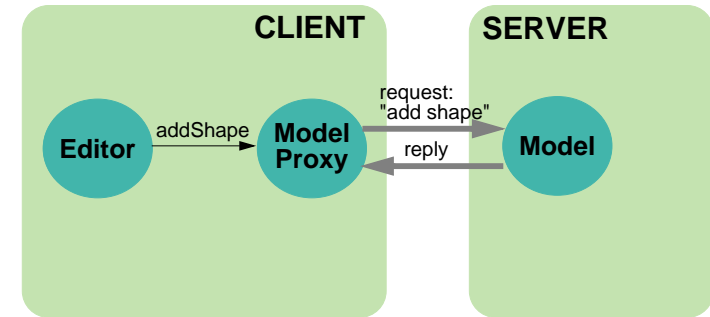 CLIENT
SERVER
request:
"add shape"
addShape
Editor
Model
Proxy
reply
Model